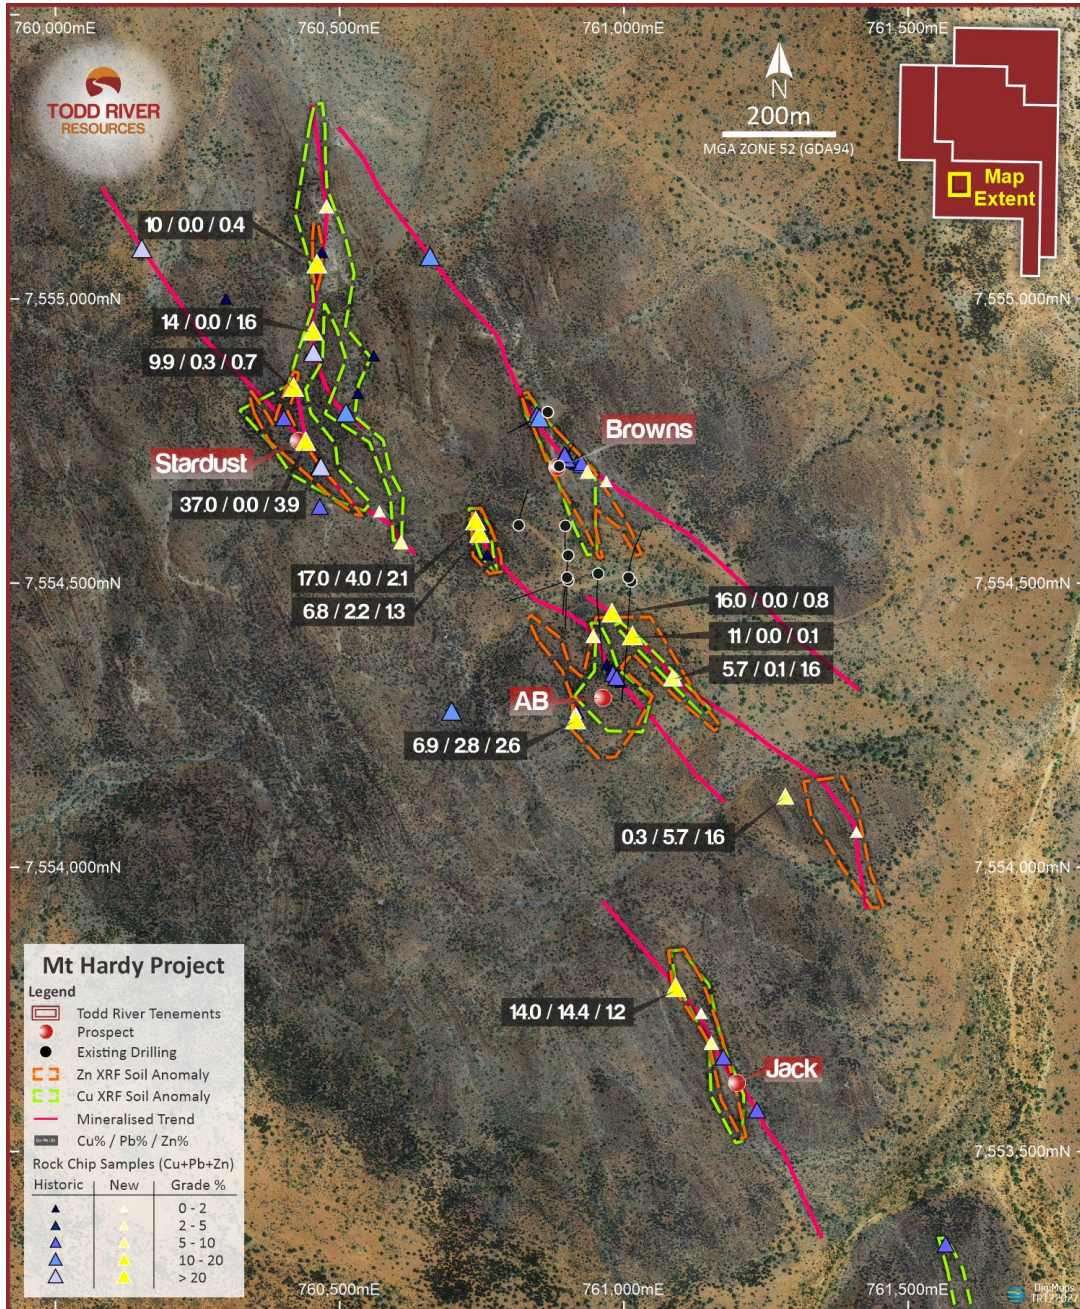 760,000mE
760,500mE
761,000mE
761,500mE
TODD RIVER
RESOURCES
N
200m
MGA ZONE 52 (GDA94)
Map
Extent
10 / 0.0 / 0.4
7,555,000mN
7,555,000mN
14 / 0.0 / 1.6
9.9 / 0.3 / 0.7
Browns
Stardust
37.0 / 0.0 / 3.9
17.0 / 4.0 / 2.1
7,554,500mN
7,554,500mN
6.8 / 2.2 / 1.3
16.0 / 0.0 / 0.8
11 / 0.0 / 0.1
5.7 / 0.1 / 1.6
AB
6.9 / 2.8 / 2.6
0.3 / 5.7 / 1.6
7,554,000mN
7,554,000mN
14.0 / 14.4 / 1.2
Jack
7,553,500mN
Mt Hardy Project
Legend
Todd River Tenements
Prospect
Existing Drilling
Zn XRF Soil Anomaly
Cu XRF Soil Anomaly
Mineralised Trend
Cu% / Pb% / Zn%
Rock Chip Samples (Cu+Pb+Zn)
Historic New Grade %
0 - 2
2 - 5
5 - 10
10 - 20
> 20
760,500mE
761,000mE
761,500mE
DigMaps